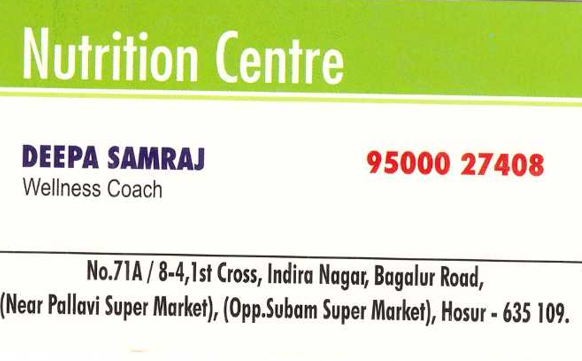 Nutrition Centre
DEEPA SAMRAJ 95000 27408
Wellness Coach
No.71A / 8-4,1st Cross, Indira Nagar, Bagalur Road,
(Near Pallavi Super Market), (Opp.Subam Super Market), Hosur - 635 109.